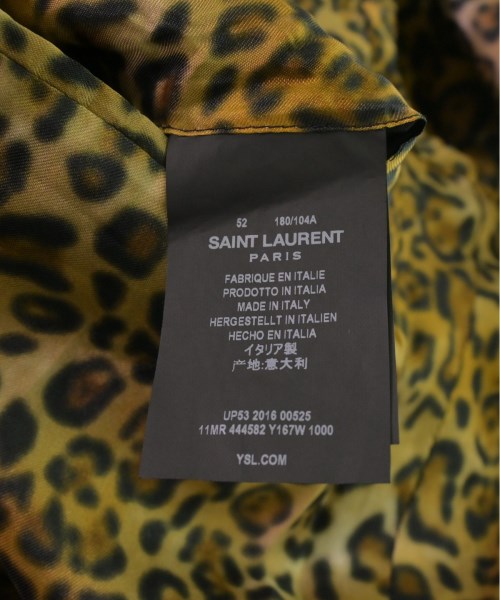 52 180/104A
SAINT LAURENT
PARIS
FABRIQUE EN ITALIE
PRODOTTO IN ITALIA
MADE IN ITALY
HERGESTELLT IN ITALIEN
HECHO EN ITALIA
イタリア製
产地:意大利
UP53 2016 00525
11MR 444582 Y167W 1000
YSL.COM